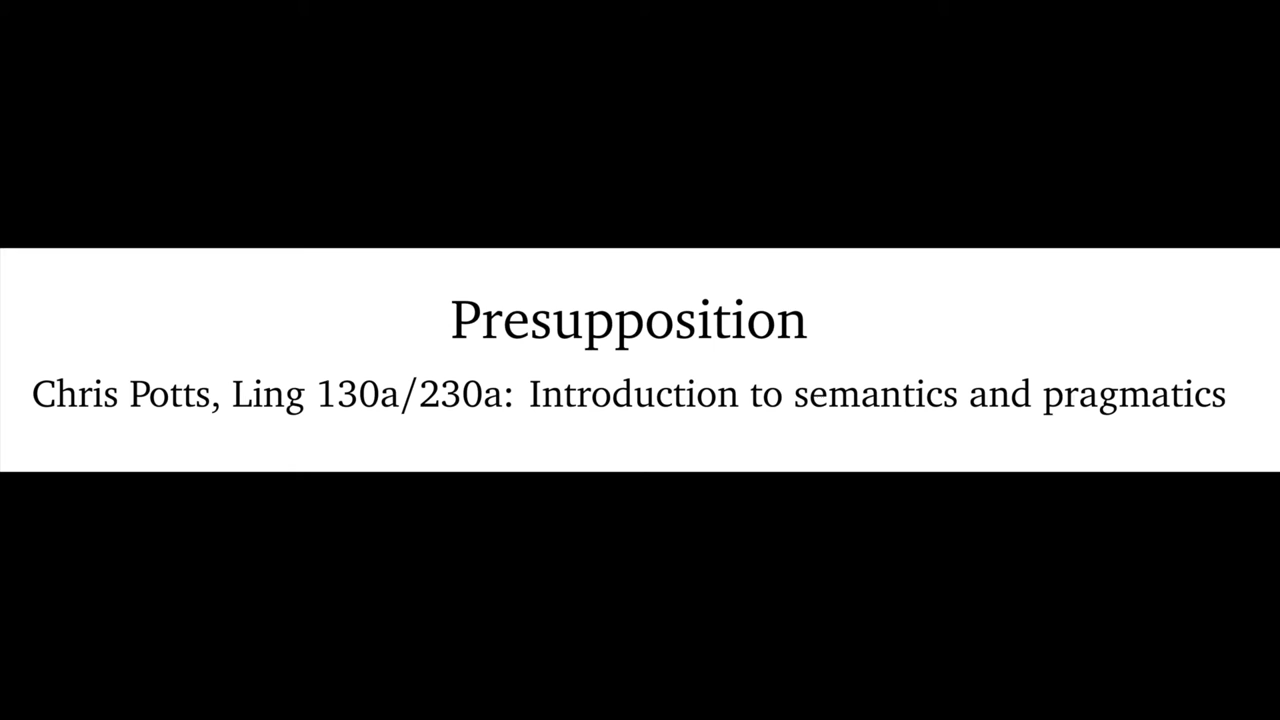 Presupposition
Chris Potts, Ling 130a/230a: Introduction to semantics and pragmatics